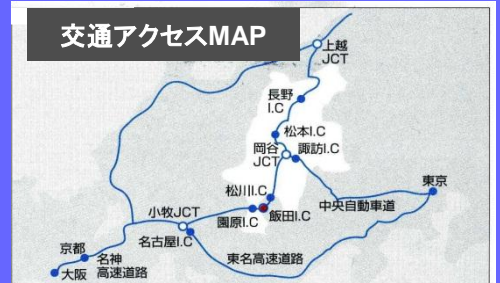 交通アクセスMAP
上越
JCT
長野
I.C
松本I.C
岡谷
JCT
諏訪I.C
松川I.C
東京
中央自動車道
小牧JCT
園原I.C
飯田I.C
名古屋I.C
東名高速道路
京都
名神
高速道路
大阪